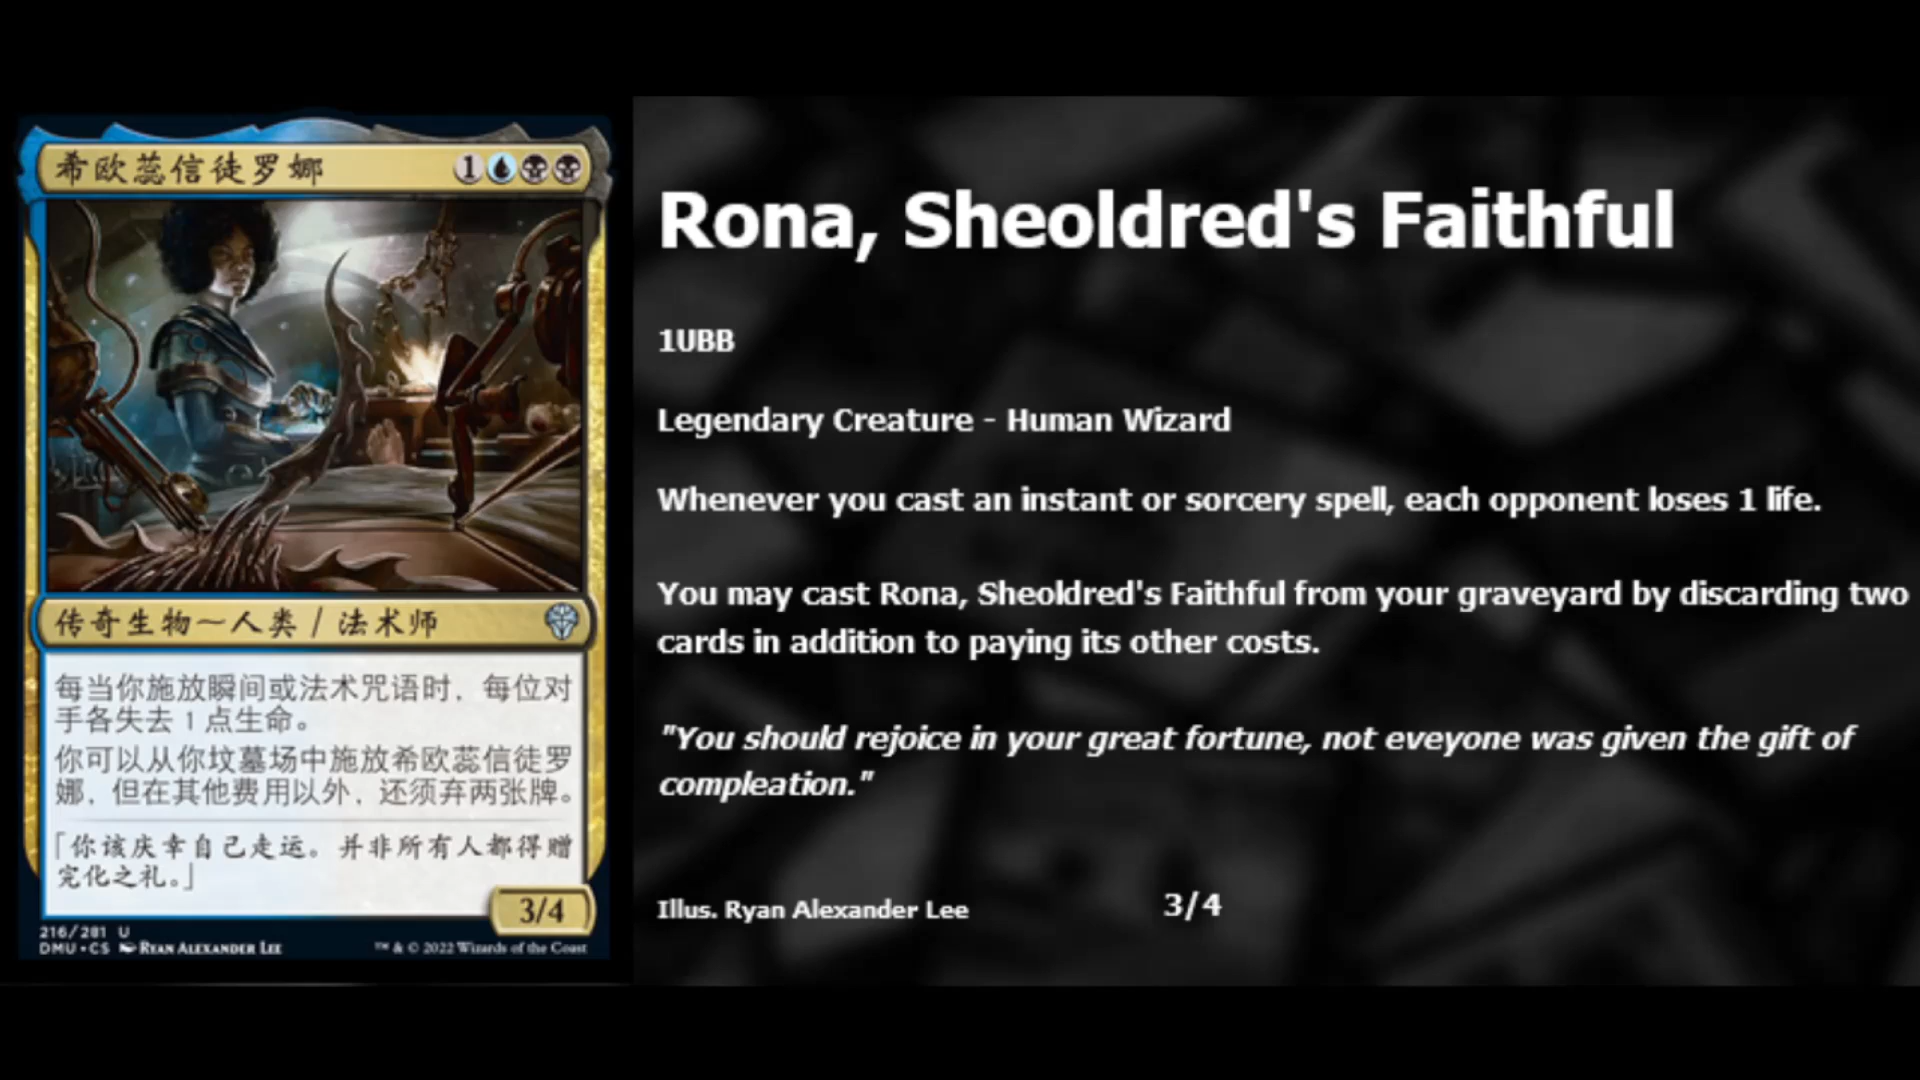 希欧蕊信徒罗娜
1
传奇生物～人类 / 法术师
每当你施放瞬间或法术咒语时，每位对
手各失去 1 点生命。
你可以从你坟墓场中施放希欧蕊信徒罗
娜，但在其他费用以外，还须弃两张牌。
「你该庆幸自己走运。并非所有人都得赠
完化之礼。」
3/4
216/281 U
DMU • CS Ryan Alexander Lee
™ & © 2022 Wizards of the Coast
Rona, Sheoldred's Faithful
1UBB
Legendary Creature - Human Wizard
Whenever you cast an instant or sorcery spell, each opponent loses 1 life.
You may cast Rona, Sheoldred's Faithful from your graveyard by discarding two
cards in addition to paying its other costs.
"You should rejoice in your great fortune, not eveyone was given the gift of
compleation."
Illus. Ryan Alexander Lee
3/4